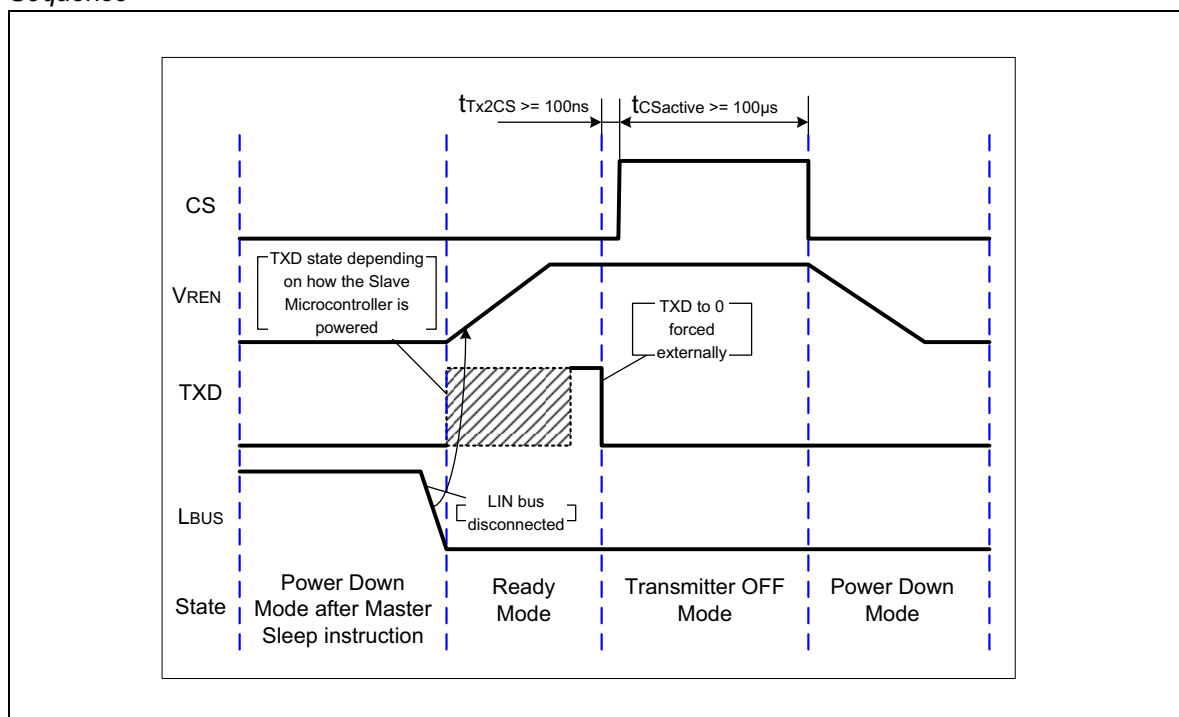 Sequence
tTx2CS >= 100ns
tCSactive >= 100µs
CS
TXD state depending
on how the Slave
Microcontroller is
powered
VREN
TXD to 0
forced
externally
TXD
LIN bus
disconnected
LBUS
State
Power Down
Mode after Master
Sleep instruction
Ready
Mode
Transmitter OFF
Mode
Power Down
Mode